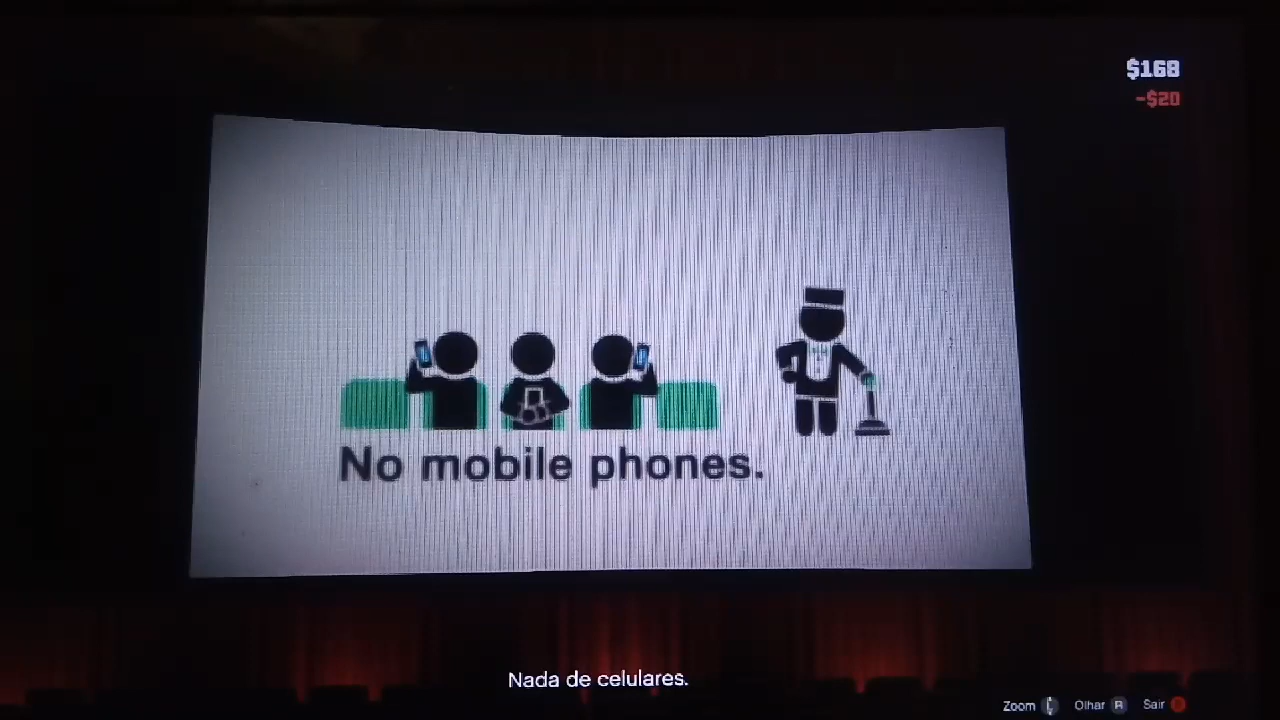 $168
-$20
No mobile phones.
Nada de celulares.
Zoom L Olhar R Sair